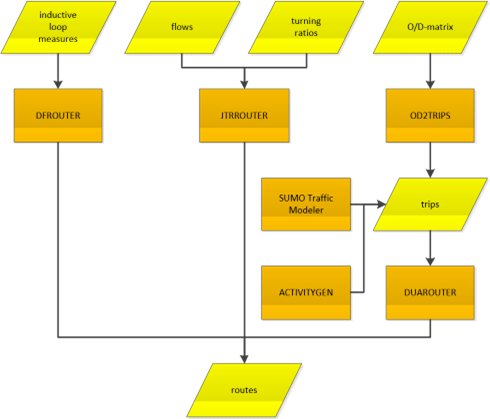 inductive
loop
measures
flows
turning
ratios
O/D-matrix
DFROUTER
JTRROUTER
OD2TRIPS
SUMO Traffic
Modeler
trips
ACTIVITYGEN
DUAROUTER
routes